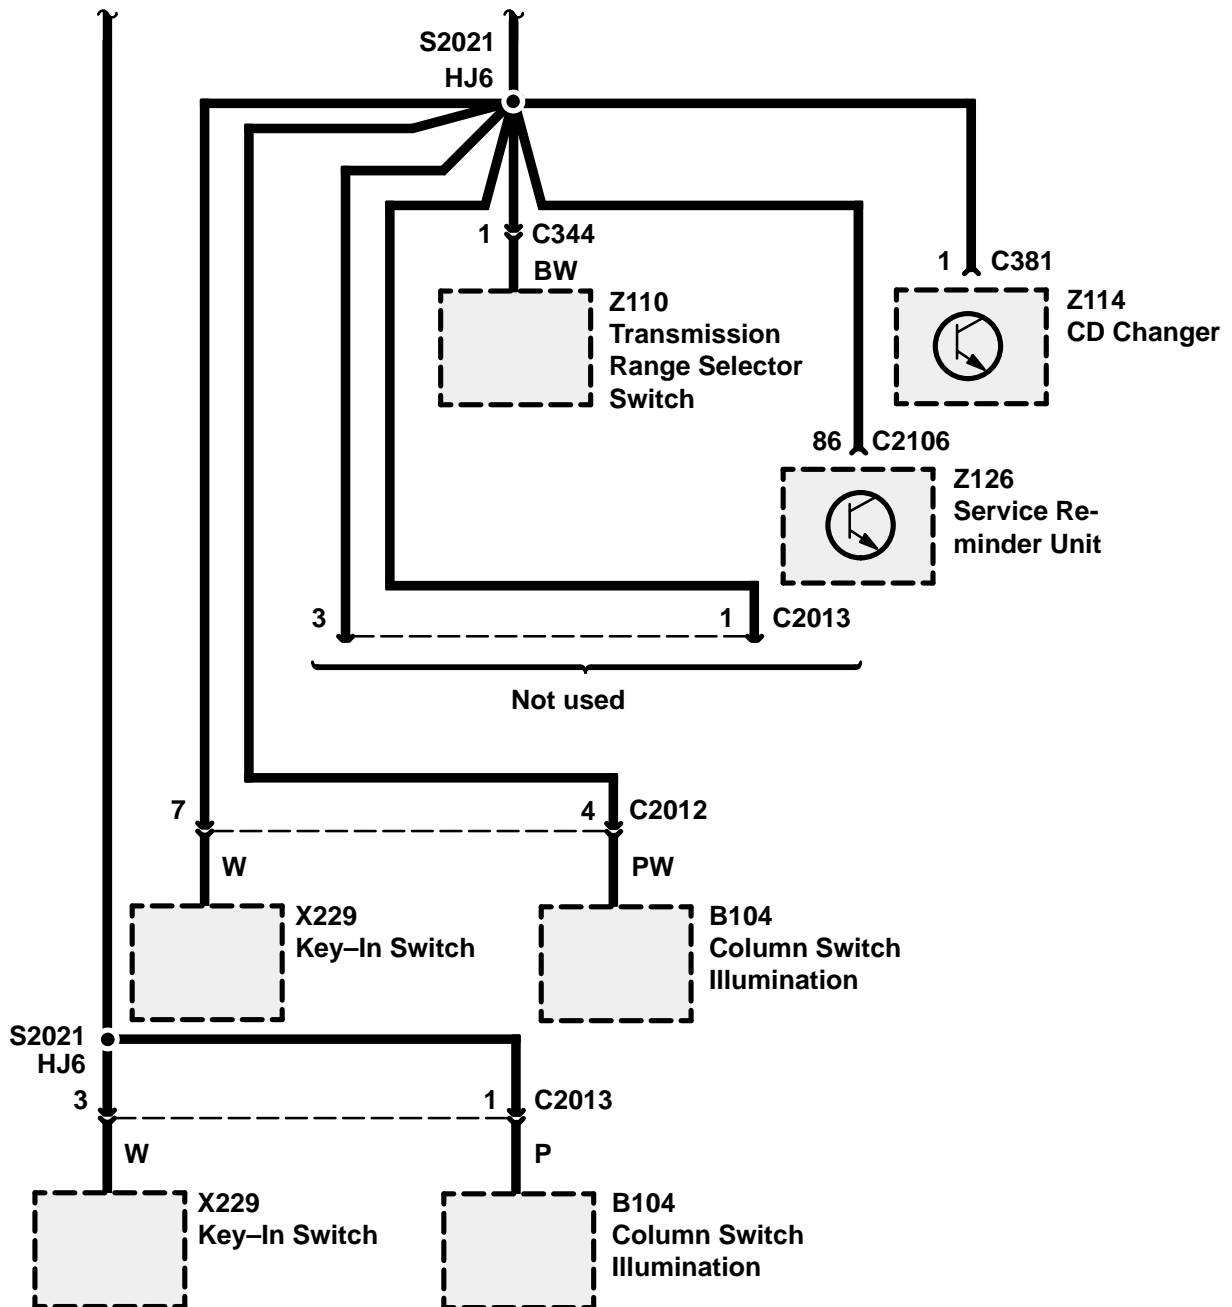 S2021
HJ6
1 C344
BW
Z110
Transmission
Range Selector
Switch
1 C381
Z114
CD Changer
86 C2106
Z126
Service Re-
minder Unit
3
1 C2013
Not used
7
4 C2012
W
PW
X229
Key–In Switch
B104
Column Switch
Illumination
S2021
HJ6
3
1 C2013
W
P
X229
Key–In Switch
B104
Column Switch
Illumination